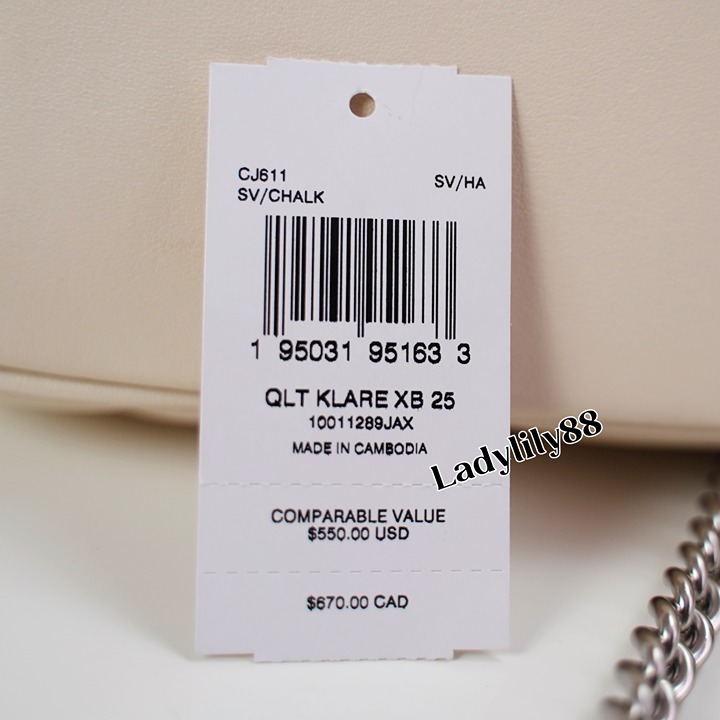 CJ611
SV/HA
SV/CHALK
1 95031 95163 3
QLT KLARE XB 25
10011289JAX
MADE IN CAMBODIA
Ladylily88
COMPARABLE VALUE
$550.00 USD
$670.00 CAD